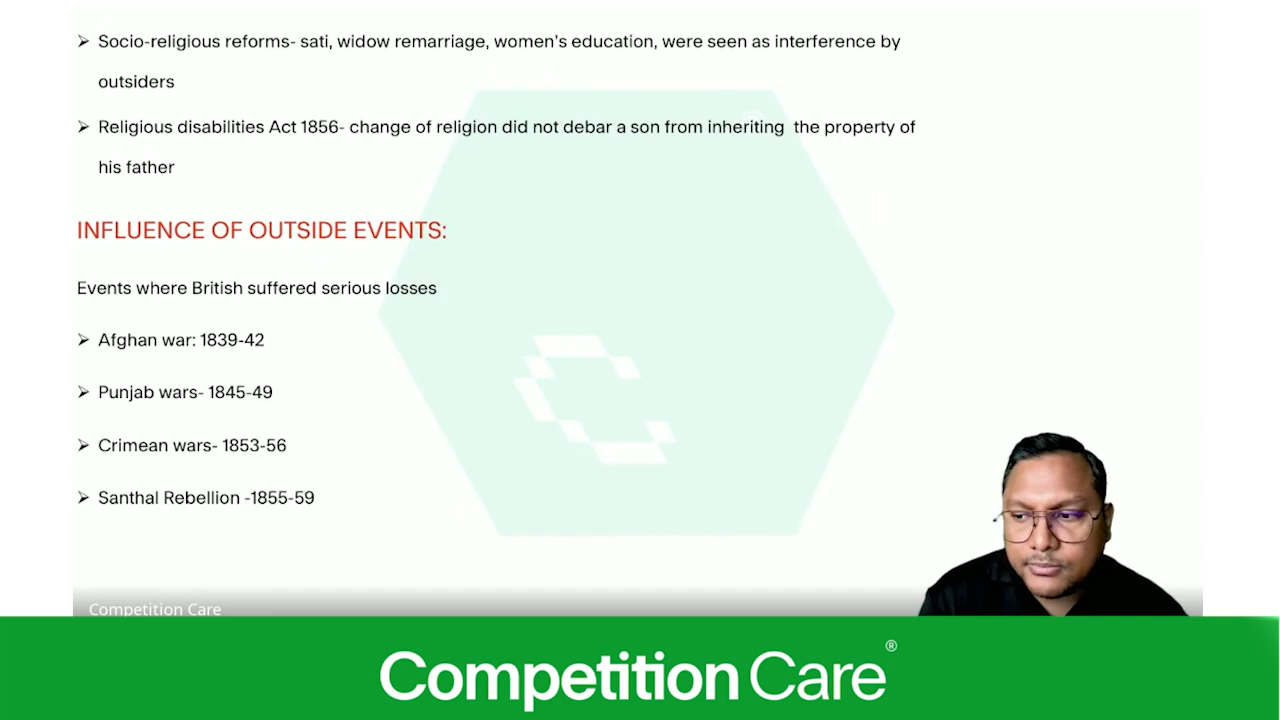 ➢ Socio-religious reforms- sati, widow remarriage, women's education, were seen as interference by
outsiders
➢ Religious disabilities Act 1856- change of religion did not debar a son from inheriting the property of
his father
INFLUENCE OF OUTSIDE EVENTS:
Events where British suffered serious losses
➢ Afghan war: 1839-42
➢ Punjab wars- 1845-49
➢ Crimean wars- 1853-56
➢ Santhal Rebellion -1855-59
Competition Care
Competition Care®